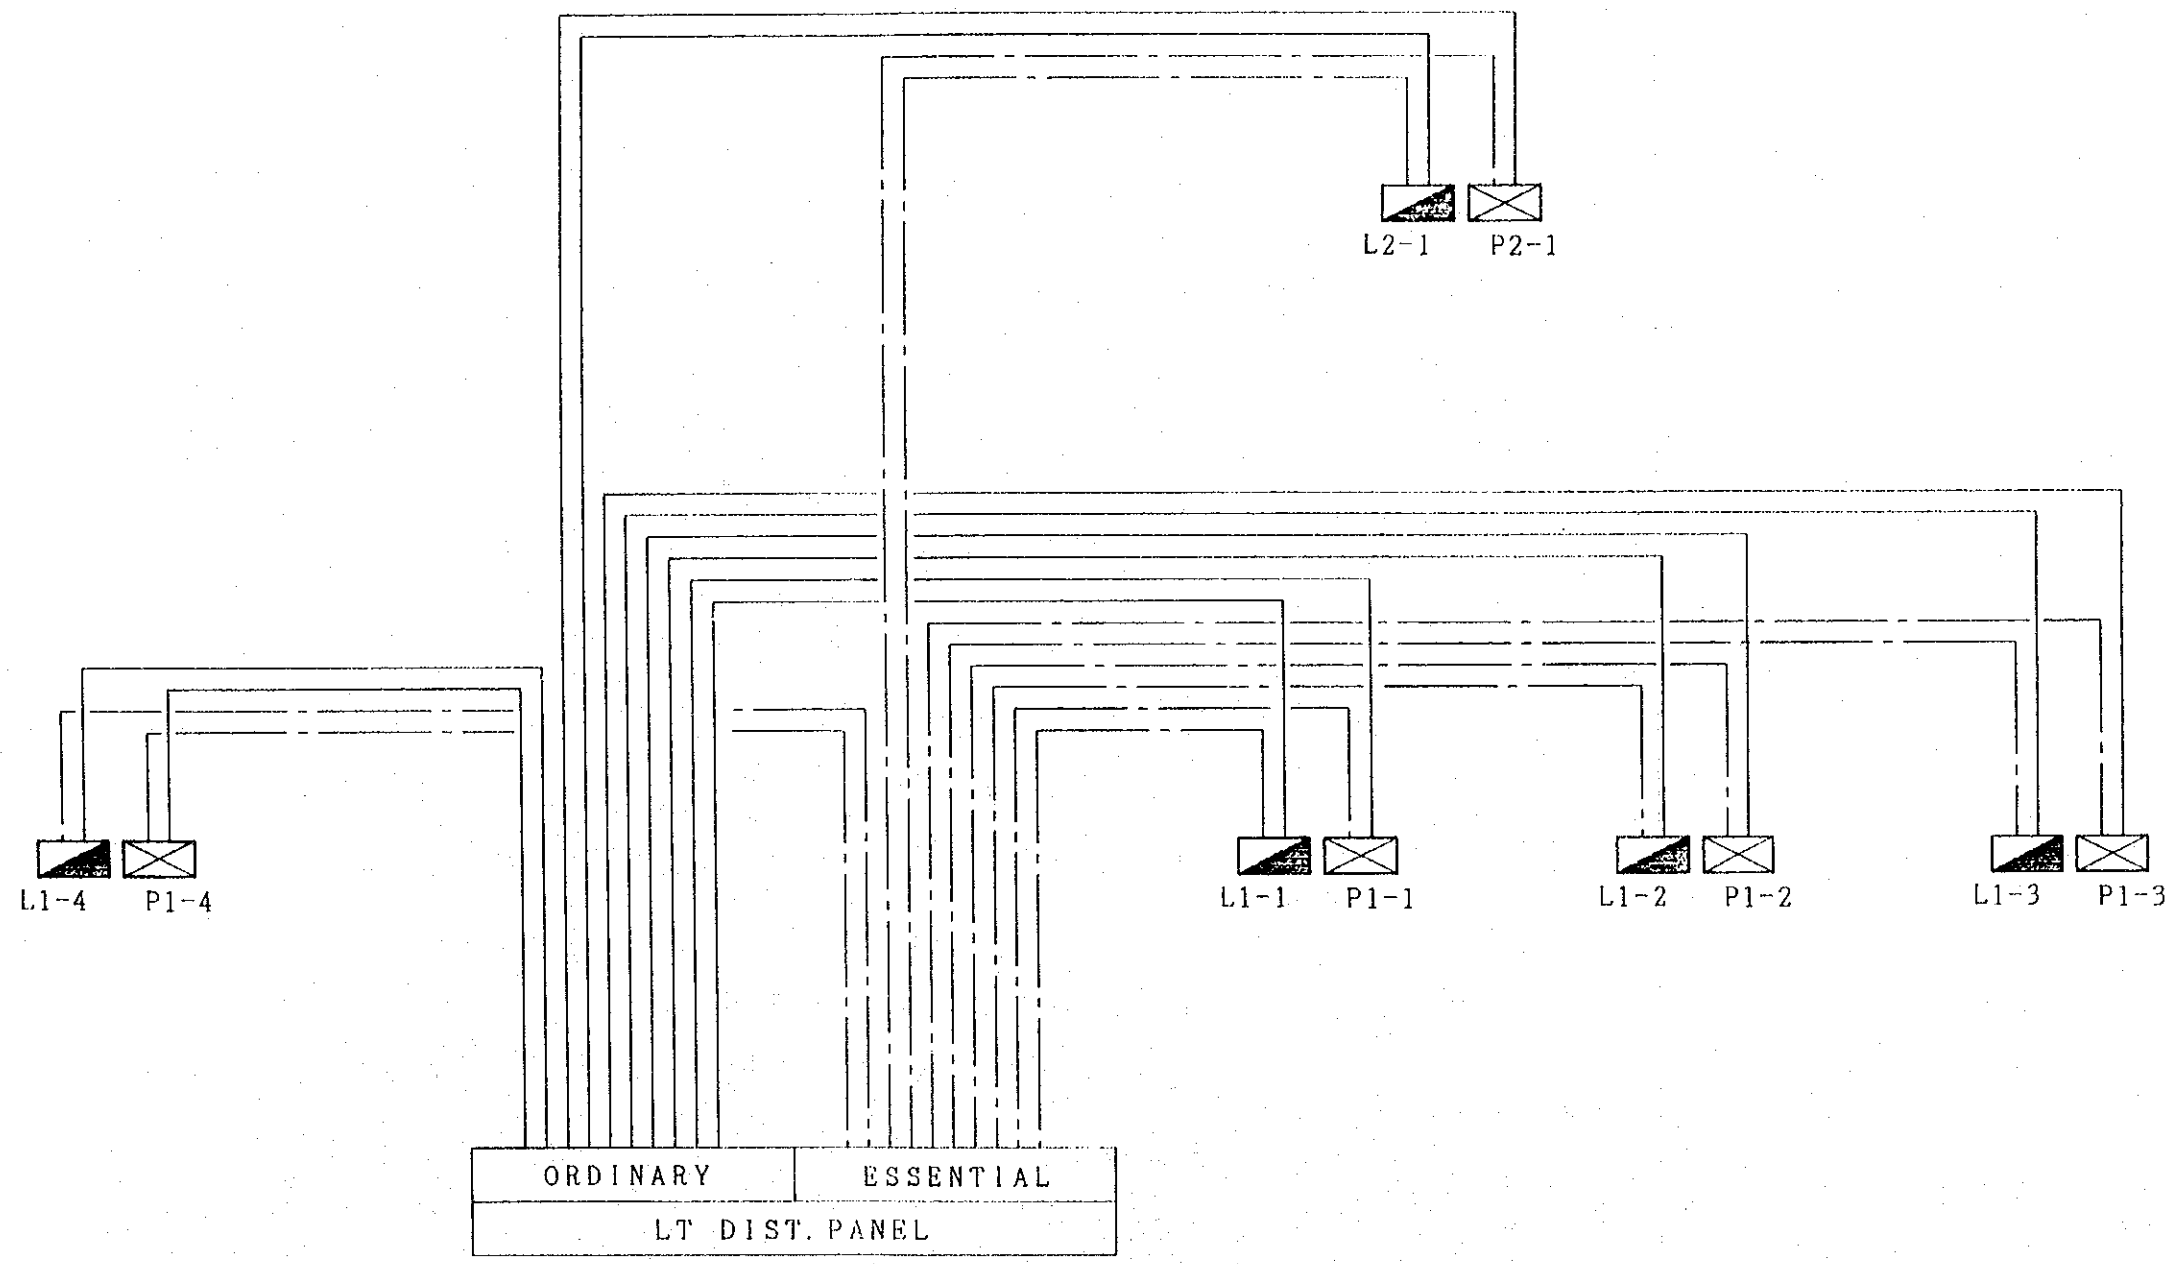 L2-1 P2-1
L1-4 P1-4 L1-1 P1-1 L1-2 P1-2 L1-3 P1-3
ORDINARY ESSENTIAL
LT DIST. PANEL